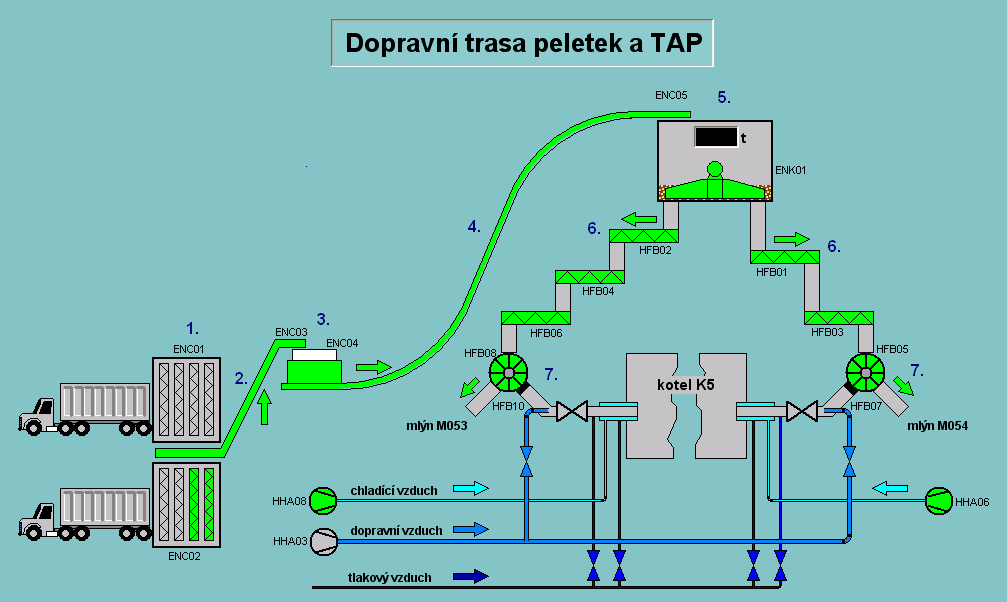 Dopravní trasa peletek a TAP
ENC05
5.
t
ENK01
4.
6.
HFB02
6.
HFB01
HFB04
3.
1.
ENC03
HFB06
HFB03
ENC01
ENC04
HFB08
HFB05
2.
7.
kotel K5
7.
HFB10
HFB07
mlýn M053
mlýn M054
HHA08
chladící vzduch
HHA06
dopravní vzduch
HHA03
ENC02
tlakový vzduch